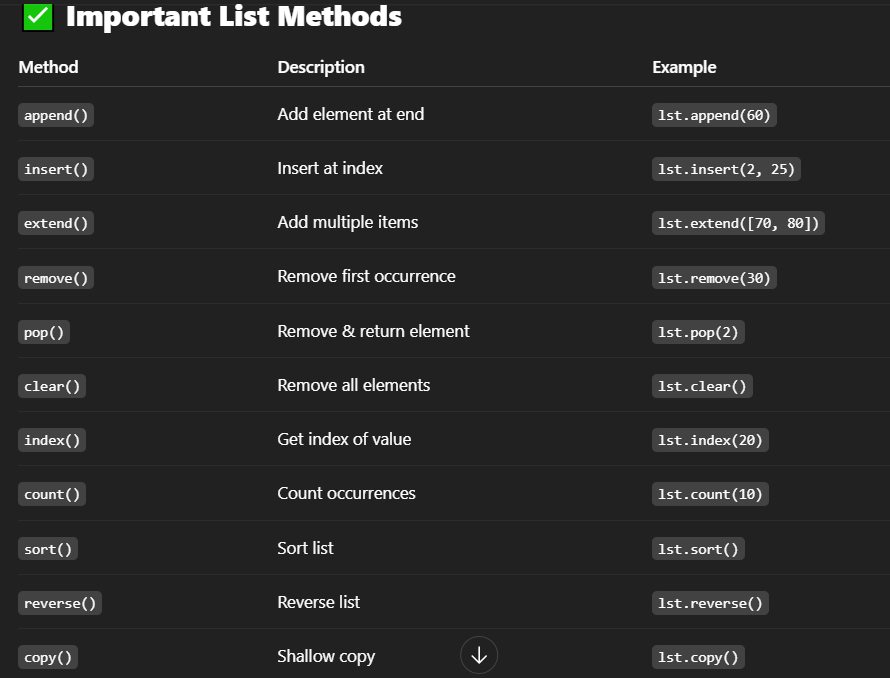 ✅ Important List Methods
Method Description Example
append() Add element at end lst.append(60)
insert() Insert at index lst.insert(2, 25)
extend() Add multiple items lst.extend([70, 80])
remove() Remove first occurrence lst.remove(30)
pop() Remove & return element lst.pop(2)
clear() Remove all elements lst.clear()
index() Get index of value lst.index(20)
count() Count occurrences lst.count(10)
sort() Sort list lst.sort()
reverse() Reverse list lst.reverse()
copy() Shallow copy lst.copy()